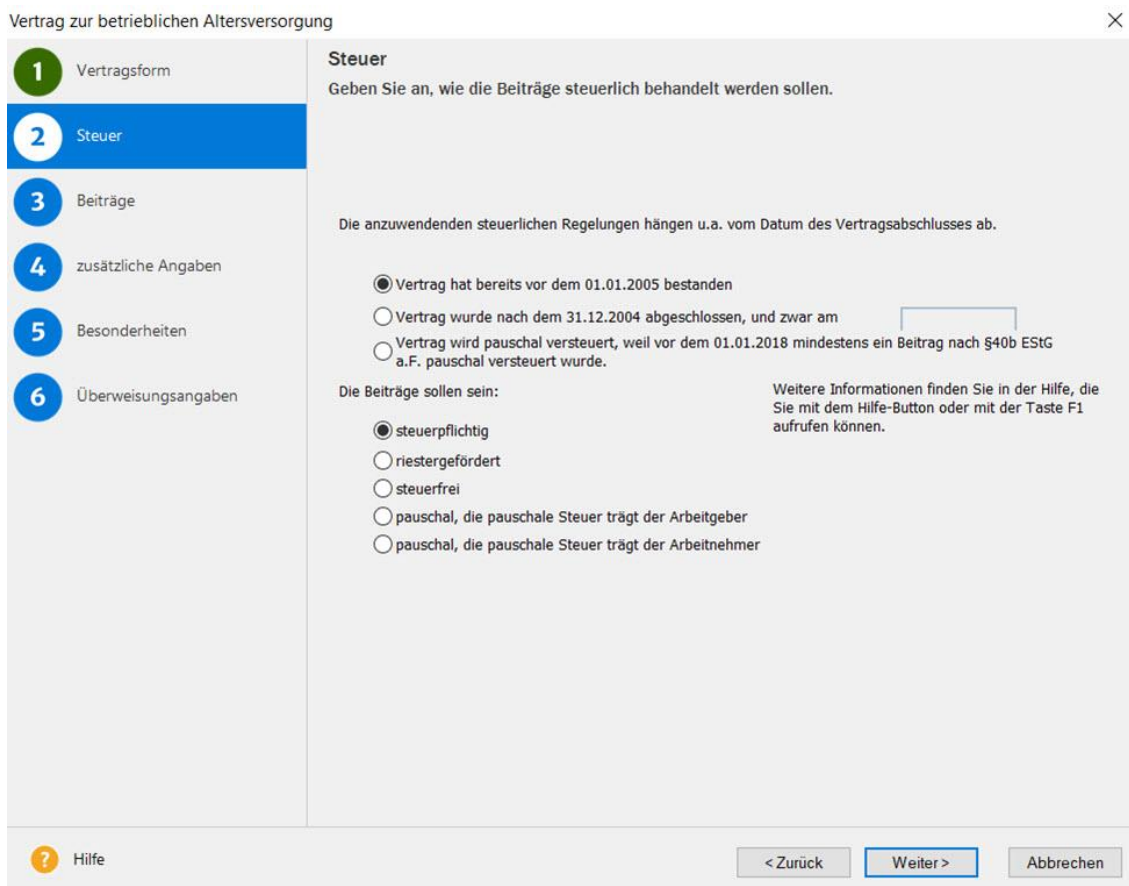 Vertrag zur betrieblichen Altersversorgung
1 Vertragsform
2 Steuer
3 Beiträge
4 zusätzliche Angaben
5 Besonderheiten
6 Überweisungsangaben
Steuer
Geben Sie an, wie die Beiträge steuerlich behandelt werden sollen.
Die anzuwendenden steuerlichen Regelungen hängen u.a. vom Datum des Vertragsabschlusses ab.
Vertrag hat bereits vor dem 01.01.2005 bestanden
Vertrag wurde nach dem 31.12.2004 abgeschlossen, und zwar am
Vertrag wird pauschal versteuert, weil vor dem 01.01.2018 mindestens ein Beitrag nach §40b EStG
a.F. pauschal versteuert wurde.
Die Beiträge sollen sein:
steuerpflichtig
riestergefördert
steuerfrei
pauschal, die pauschale Steuer trägt der Arbeitgeber
pauschal, die pauschale Steuer trägt der Arbeitnehmer
Weitere Informationen finden Sie in der Hilfe, die
Sie mit dem Hilfe-Button oder mit der Taste F1
aufrufen können.
? Hilfe
< Zurück
Weiter >
Abbrechen